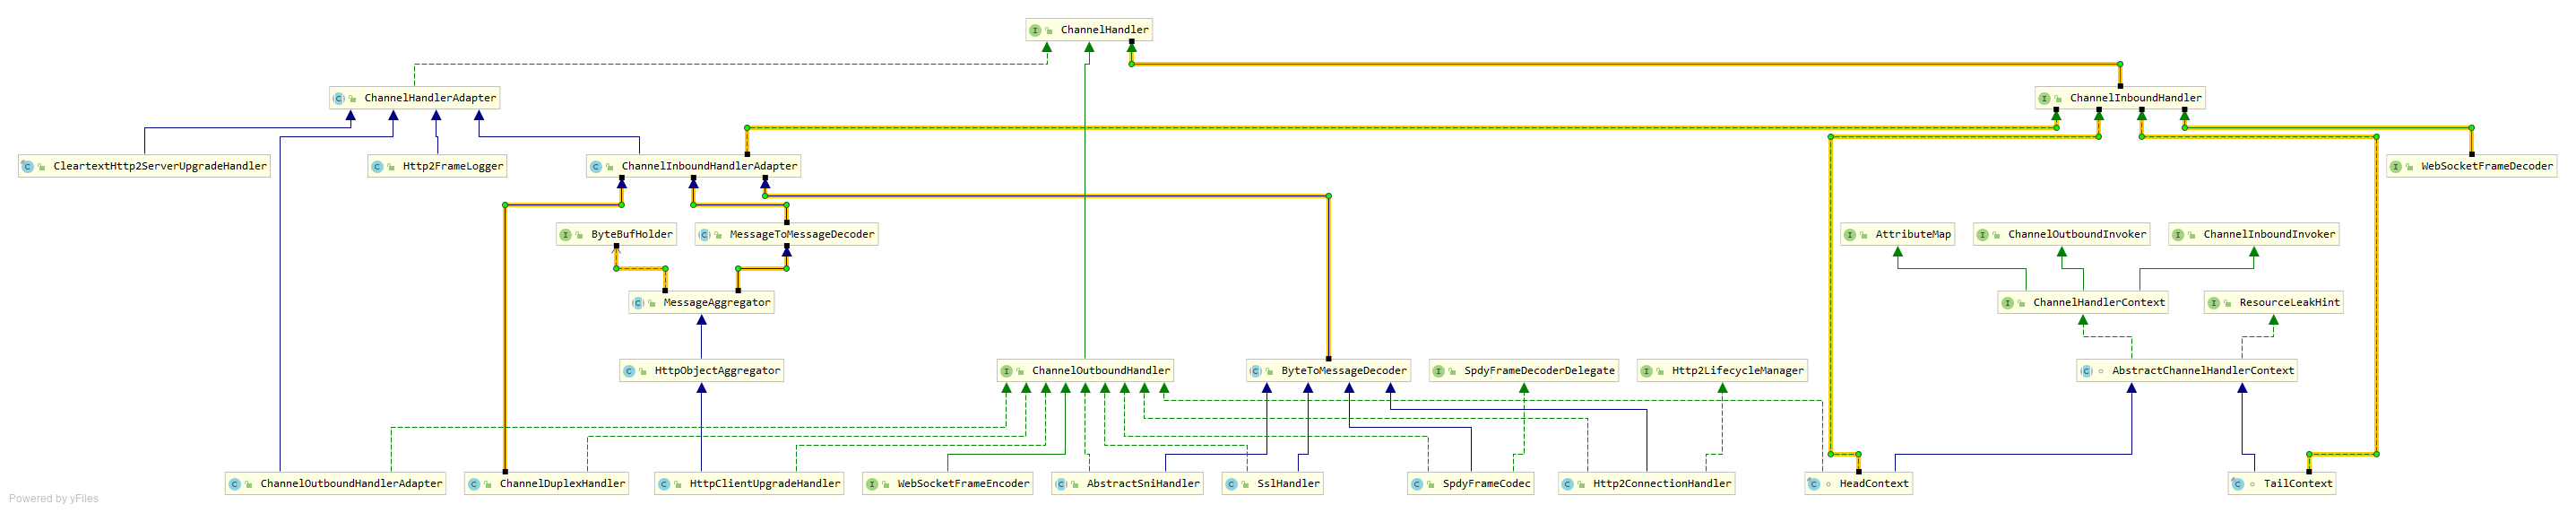 ChannelHandler
ChannelHandlerAdapter
ChannelInboundHandler
CleartextHttp2ServerUpgradeHandler
Http2FrameLogger
ChannelInboundHandlerAdapter
WebSocketFrameDecoder
ByteBufHolder
MessageToMessageDecoder
AttributeMap
ChannelOutboundInvoker
ChannelInboundInvoker
MessageAggregator
ChannelHandlerContext
ResourceLeakHint
HttpObjectAggregator
ChannelOutboundHandler
ByteToMessageDecoder
SpdyFrameDecoderDelegate
Http2LifecycleManager
AbstractChannelHandlerContext
ChannelOutboundHandlerAdapter
ChannelDuplexHandler
HttpClientUpgradeHandler
WebSocketFrameEncoder
AbstractSniHandler
SslHandler
SpdyFrameCodec
Http2ConnectionHandler
HeadContext
TailContext
Powered by yFiles